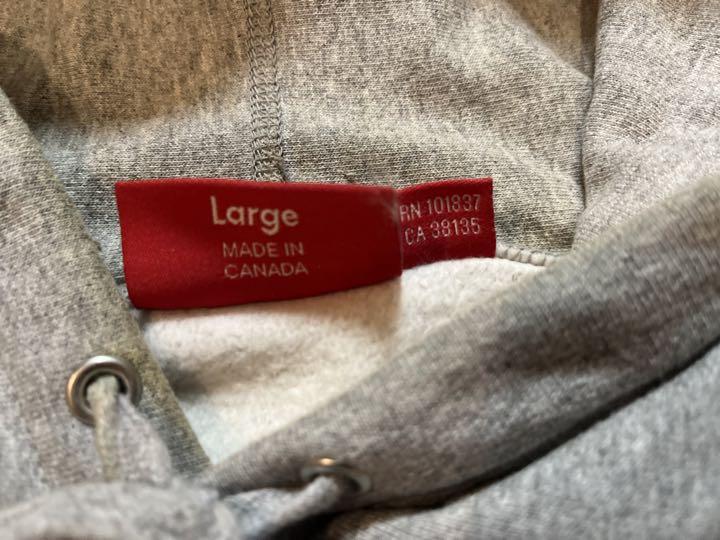 Large
MADE IN
CANADA
RN 101837
CA 38135